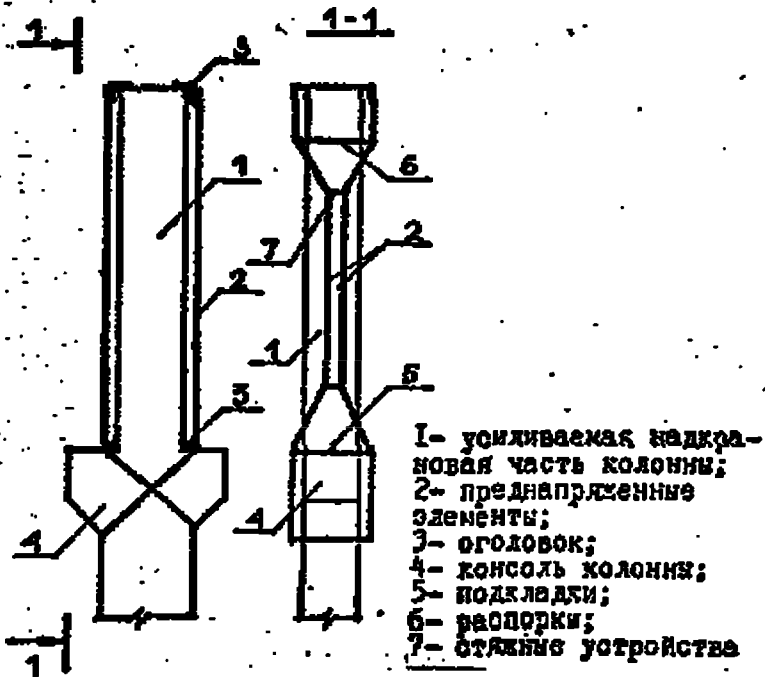 1
1-1
3
1
6
7
2
2
1
5
3
4
4
1
1- усиливаемая надкра-
новая часть колонны;
2- преднапряженные
элементы;
3- оголовок;
4- консоль колонны;
5- подкладки;
6- распорки;
7- стяжные устройства